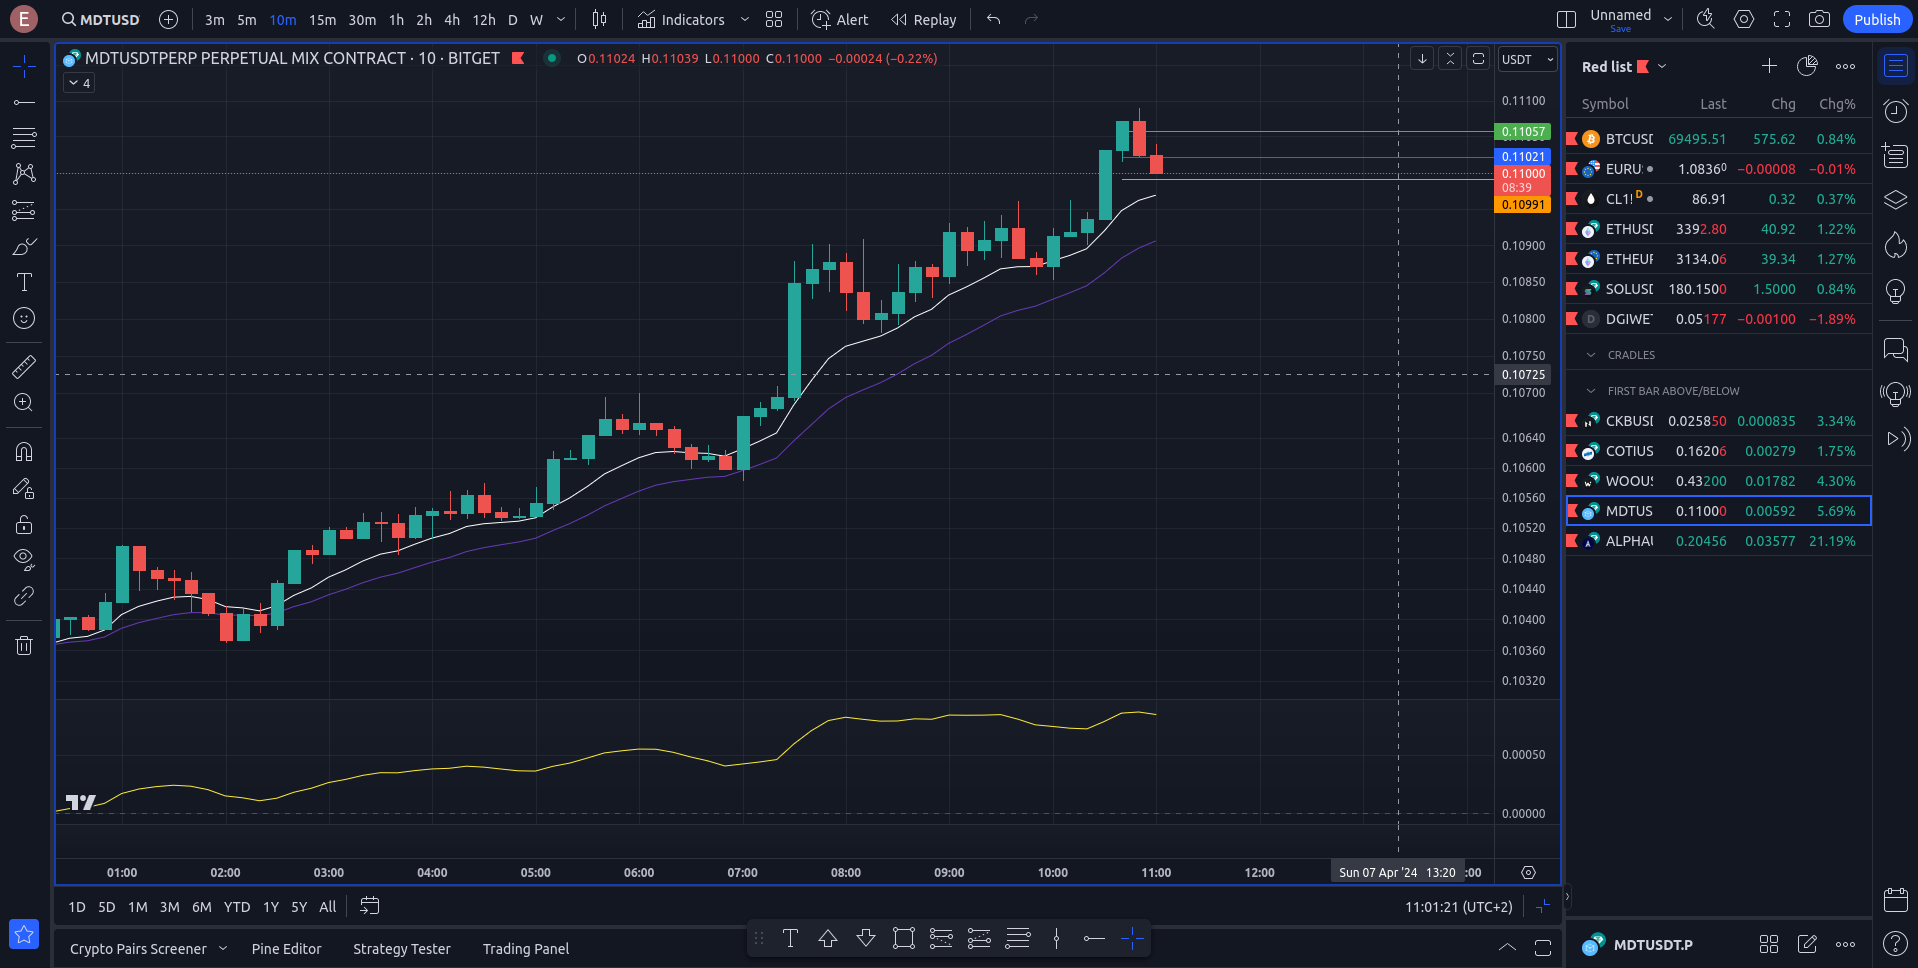 E
MDTUSD
3m 5m 10m 15m 30m 1h 2h 4h 12h D W
Indicators
Alert
Replay
Unnamed
Save
Publish
MDTUSDTPERP PERPETUAL MIX CONTRACT · 10 · BITGET
O0.11024 H0.11039 L0.11000 C0.11000 −0.00024 (−0.22%)
4
USDT
0.11100
0.11057
0.11021
0.11000
08:39
0.10991
0.10900
0.10850
0.10800
0.10750
0.10725
0.10700
0.10640
0.10600
0.10560
0.10520
0.10480
0.10440
0.10400
0.10360
0.10320
0.00050
0.00000
01:00 02:00 03:00 04:00 05:00 06:00 07:00 08:00 09:00 10:00 11:00 12:00 Sun 07 Apr '24 13:20 :00
1D 5D 1M 3M 6M YTD 1Y 5Y All
11:01:21 (UTC+2)
Crypto Pairs Screener Pine Editor Strategy Tester Trading Panel
Red list
Symbol Last Chg Chg%
BTCUSD 69495.51 575.62 0.84%
EURU 1.08360 −0.00008 −0.01%
CL1! D 86.91 0.32 0.37%
ETHUSD 3392.80 40.92 1.22%
ETHEUR 3134.06 39.34 1.27%
SOLUSD 180.1500 1.5000 0.84%
D DGIWE 0.05177 −0.00100 −1.89%
CRADLES
FIRST BAR ABOVE/BELOW
CKBUSD 0.025850 0.000835 3.34%
COTIUS 0.16206 0.00279 1.75%
WOOUS 0.43200 0.01782 4.30%
MDTUS 0.11000 0.00592 5.69%
ALPHAU 0.20456 0.03577 21.19%
MDTUSDT.P